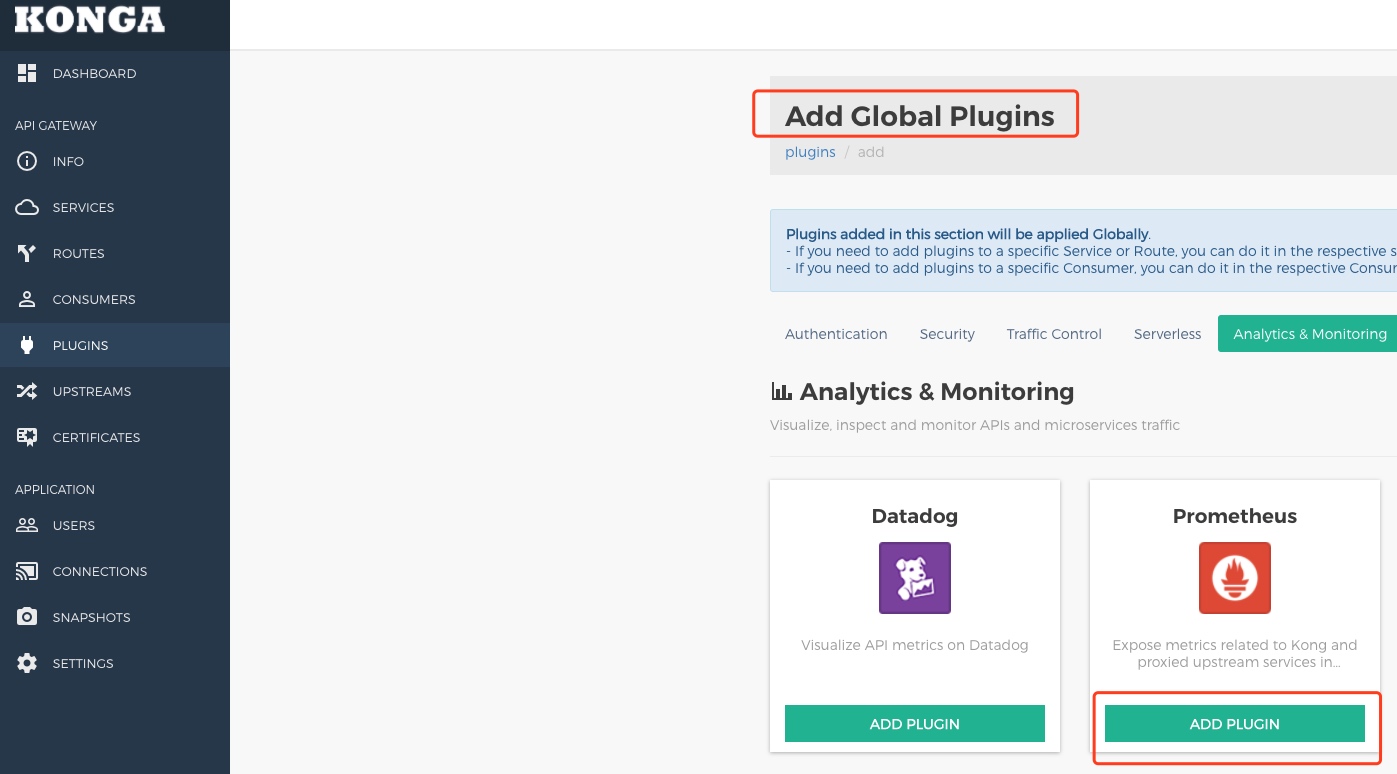 KONGA
DASHBOARD
API GATEWAY
INFO
SERVICES
ROUTES
CONSUMERS
PLUGINS
UPSTREAMS
CERTIFICATES
APPLICATION
USERS
CONNECTIONS
SNAPSHOTS
SETTINGS
Add Global Plugins
plugins / add
Plugins added in this section will be applied Globally.
- If you need to add plugins to a specific Service or Route, you can do it in the respective s
- If you need to add plugins to a specific Consumer, you can do it in the respective Consur
Authentication Security Traffic Control Serverless Analytics & Monitoring
Analytics & Monitoring
Visualize, inspect and monitor APIs and microservices traffic
Datadog
Visualize API metrics on Datadog
ADD PLUGIN
Prometheus
Expose metrics related to Kong and
proxied upstream services in...
ADD PLUGIN